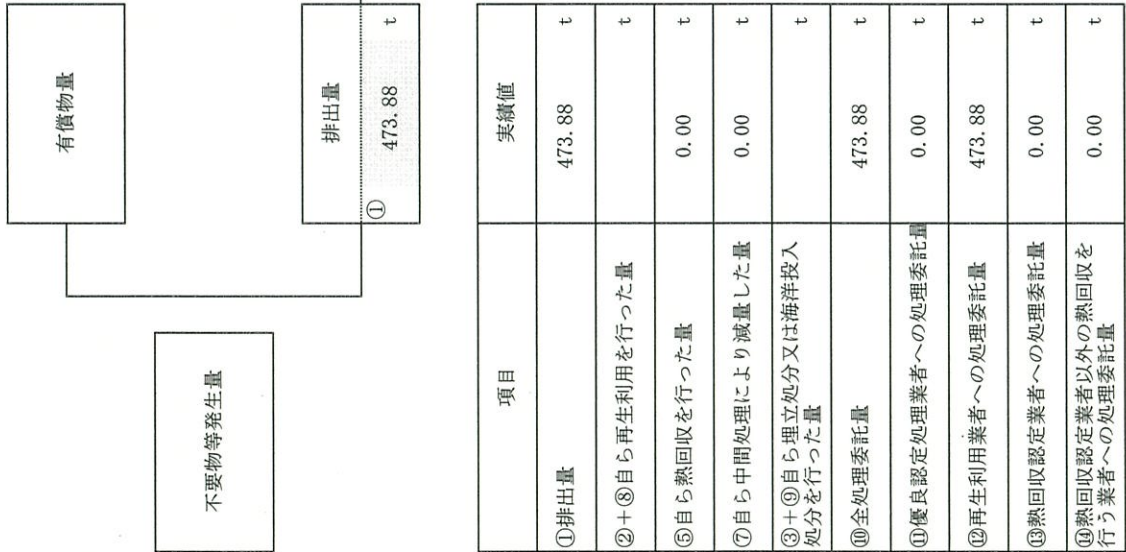 不要物等発生量
有償物量
排出量
① 473.88 t
項目 実績値
①排出量 473.88 t
②+⑧自ら再生利用を行った量 t
⑤自ら熱回収を行った量 0.00 t
⑦自ら中間処理により減量した量 0.00 t
③+⑨自ら埋立処分又は海洋投入
処分を行った量 t
⑩全処理委託量 473.88 t
⑪優良認定処理業者への処理委託量 0.00 t
⑫再生利用業者への処理委託量 473.88 t
⑬熱回収認定業者への処理委託量 0.00 t
⑭熱回収認定業者以外の熱回収を
行う業者への処理委託量 0.00 t